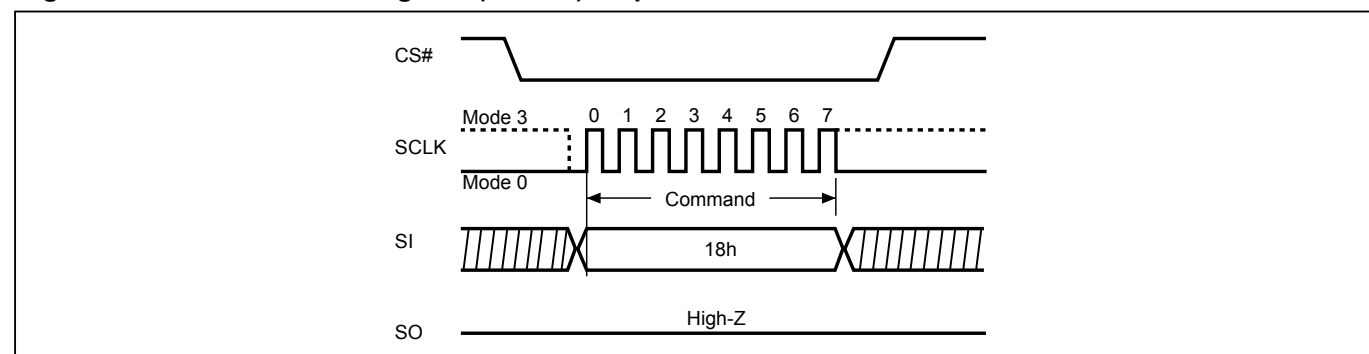 CS#
Mode 3 0 1 2 3 4 5 6 7
SCLK
Mode 0
Command
SI 18h
High-Z
SO